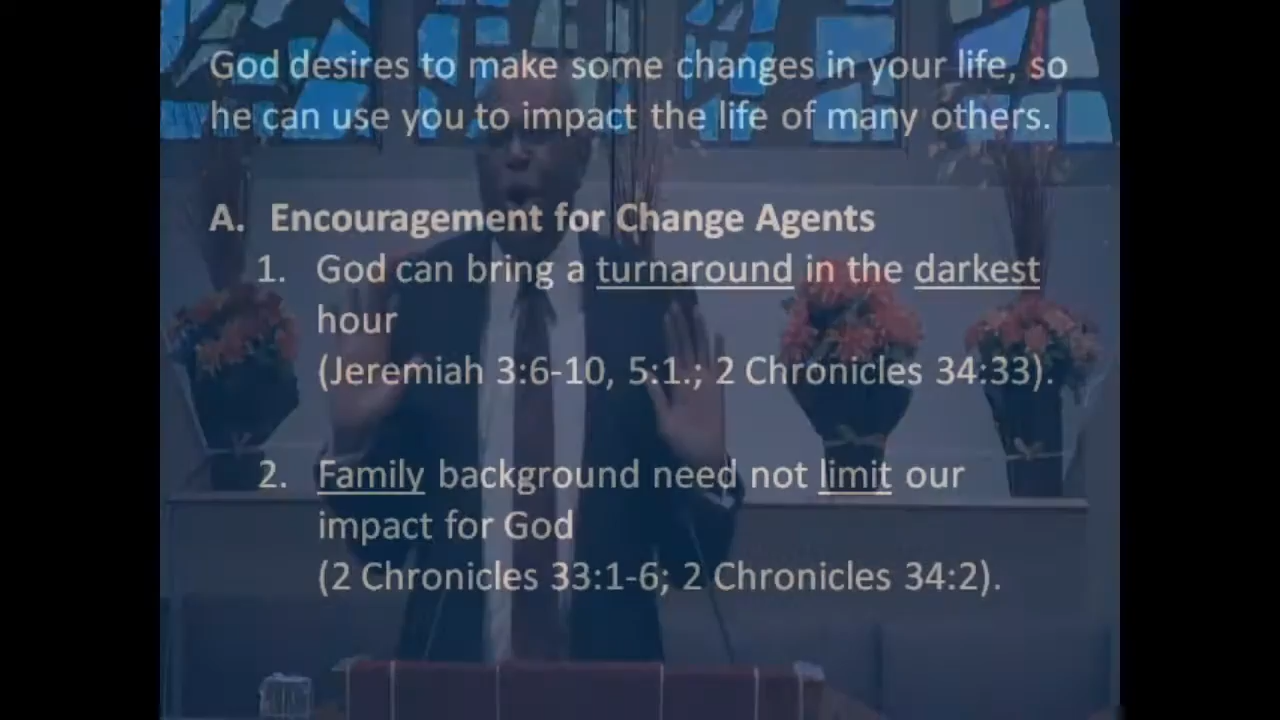 God desires to make some changes in your life, so
he can use you to impact the life of many others.
A. Encouragement for Change Agents
1. God can bring a turnaround in the darkest
hour
(Jeremiah 3:6-10, 5:1.; 2 Chronicles 34:33).
2. Family background need not limit our
impact for God
(2 Chronicles 33:1-6; 2 Chronicles 34:2).